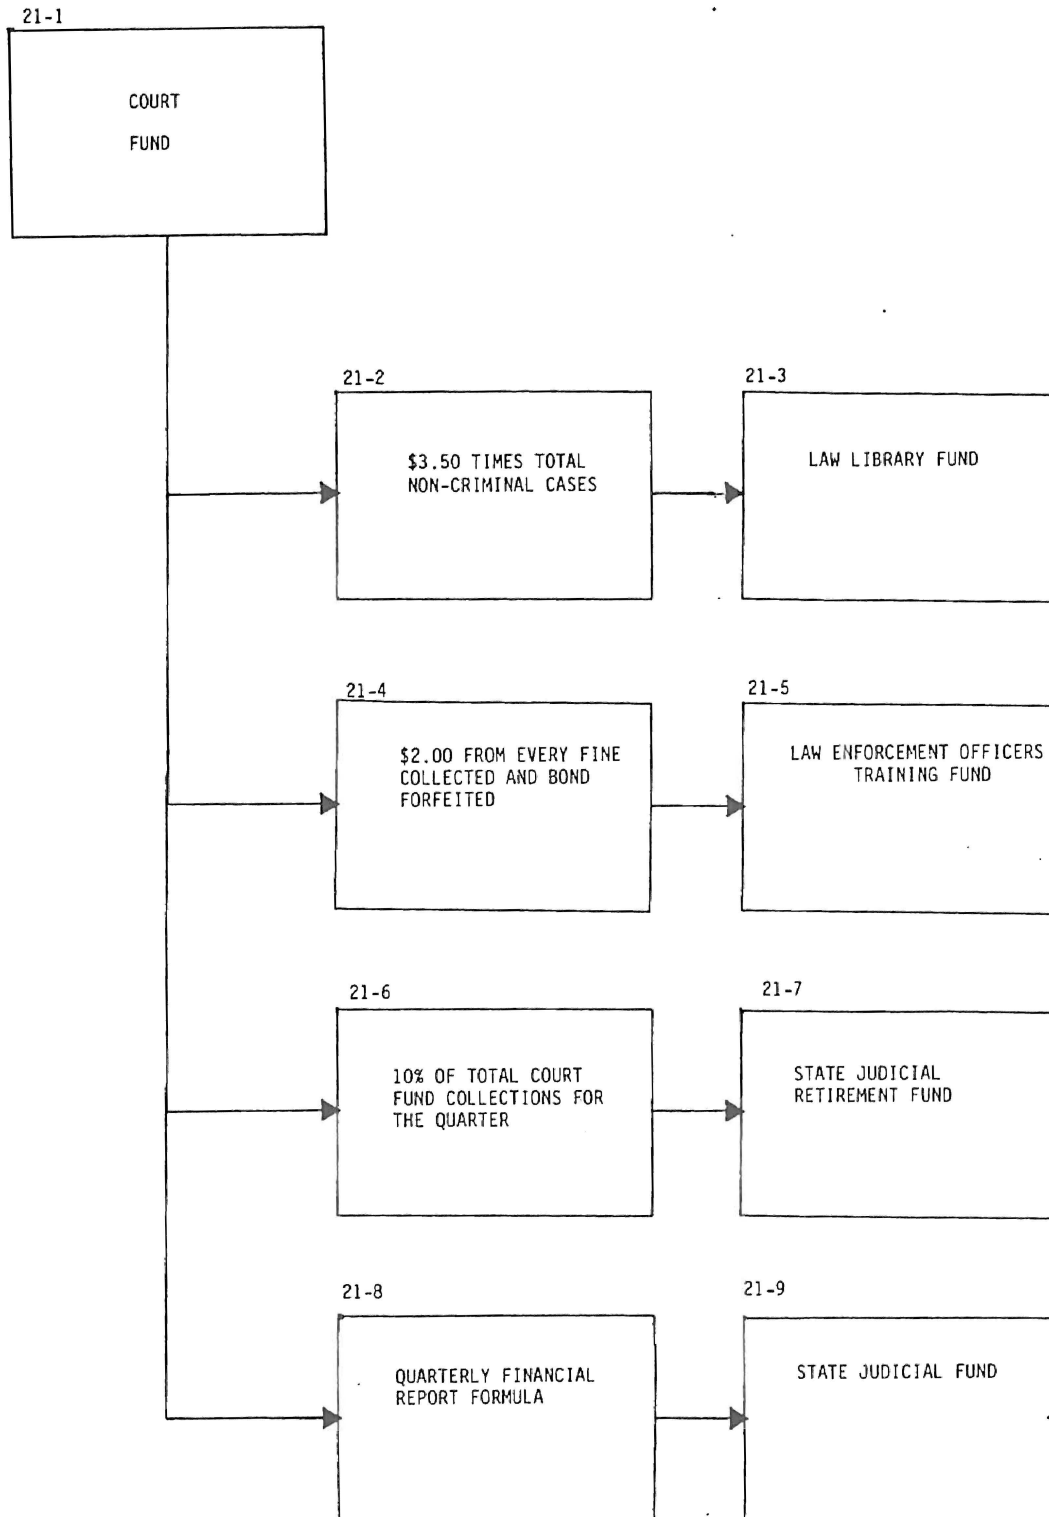 21-1
COURT
FUND
21-2
$3.50 TIMES TOTAL
NON-CRIMINAL CASES
21-3
LAW LIBRARY FUND
21-4
$2.00 FROM EVERY FINE
COLLECTED AND BOND
FORFEITED
21-5
LAW ENFORCEMENT OFFICERS
TRAINING FUND
21-6
10% OF TOTAL COURT
FUND COLLECTIONS FOR
THE QUARTER
21-7
STATE JUDICIAL
RETIREMENT FUND
21-8
QUARTERLY FINANCIAL
REPORT FORMULA
21-9
STATE JUDICIAL FUND